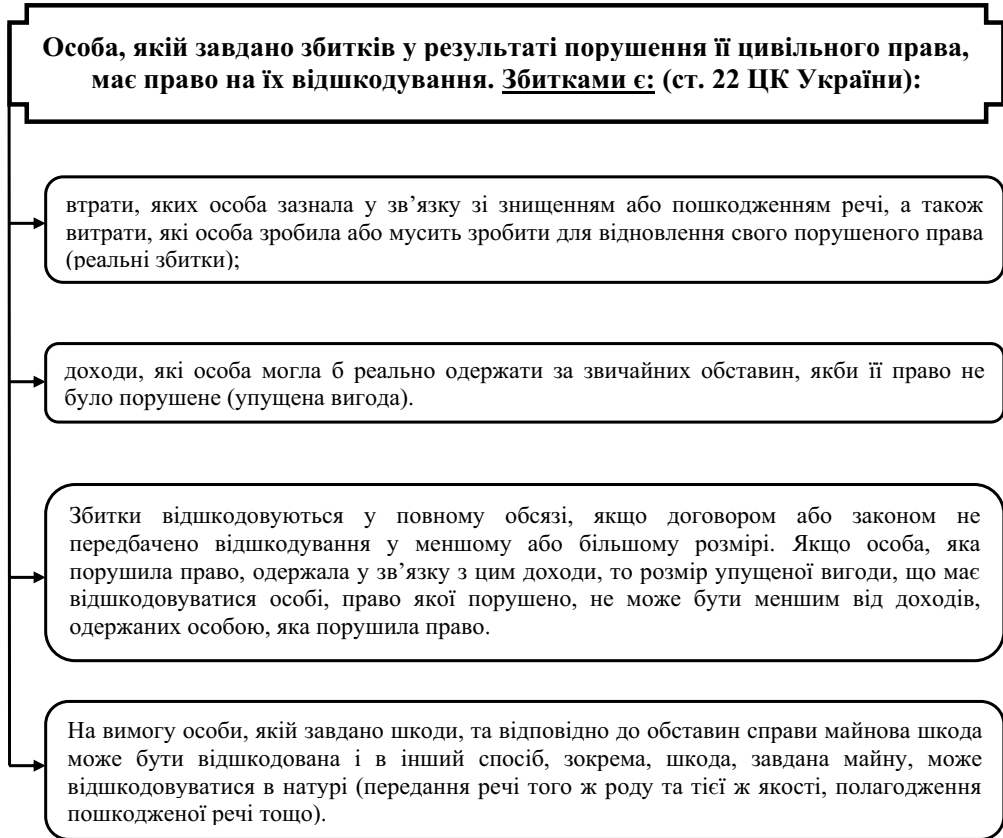 Особа, якій завдано збитків у результаті порушення її цивільного права,
має право на їх відшкодування. Збитками є: (ст. 22 ЦК України):
втрати, яких особа зазнала у зв’язку зі знищенням або пошкодженням речі, а також
витрати, які особа зробила або мусить зробити для відновлення свого порушеного права
(реальні збитки);
доходи, які особа могла б реально одержати за звичайних обставин, якби її право не
було порушене (упущена вигода).
Збитки відшкодовуються у повному обсязі, якщо договором або законом не
передбачено відшкодування у меншому або більшому розмірі. Якщо особа, яка
порушила право, одержала у зв’язку з цим доходи, то розмір упущеної вигоди, що має
відшкодовуватися особі, право якої порушено, не може бути меншим від доходів,
одержаних особою, яка порушила право.
На вимогу особи, якій завдано шкоди, та відповідно до обставин справи майнова шкода
може бути відшкодована і в інший спосіб, зокрема, шкода, завдана майну, може
відшкодовуватися в натурі (передання речі того ж роду та тієї ж якості, полагодження
пошкодженої речі тощо).